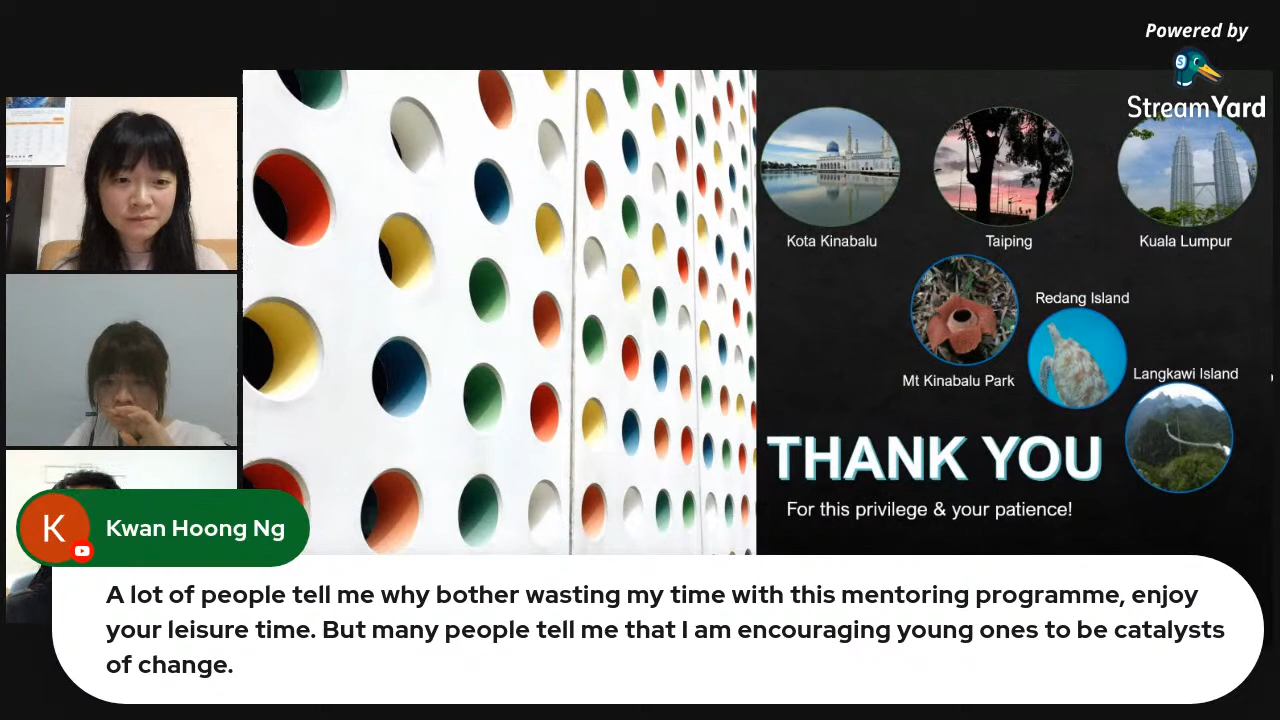 Powered by
StreamYard
Kota Kinabalu
Taiping
Kuala Lumpur
Redang Island
Mt Kinabalu Park
Langkawi Island
THANK YOU
For this privilege & your patience!
K
Kwan Hoong Ng
A lot of people tell me why bother wasting my time with this mentoring programme, enjoy
your leisure time. But many people tell me that I am encouraging young ones to be catalysts
of change.